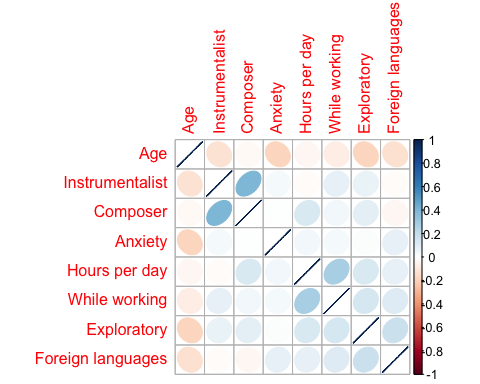 Age
Instrumentalist
Composer
Anxiety
Hours per day
While working
Exploratory
Foreign languages
Age
Instrumentalist
Composer
Anxiety
Hours per day
While working
Exploratory
Foreign languages
1
0.8
0.6
0.4
0.2
0
-0.2
-0.4
-0.6
-0.8
-1